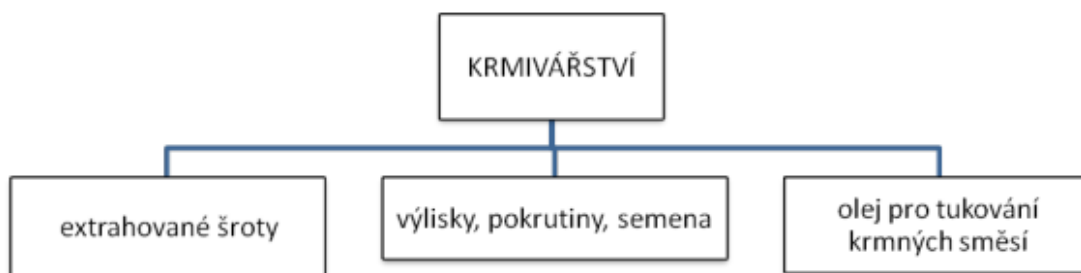 KRMIVÁŘSTVÍ
extrahované šroty
výlisky, pokrutiny, semena
olej pro tukování
krmných směsí